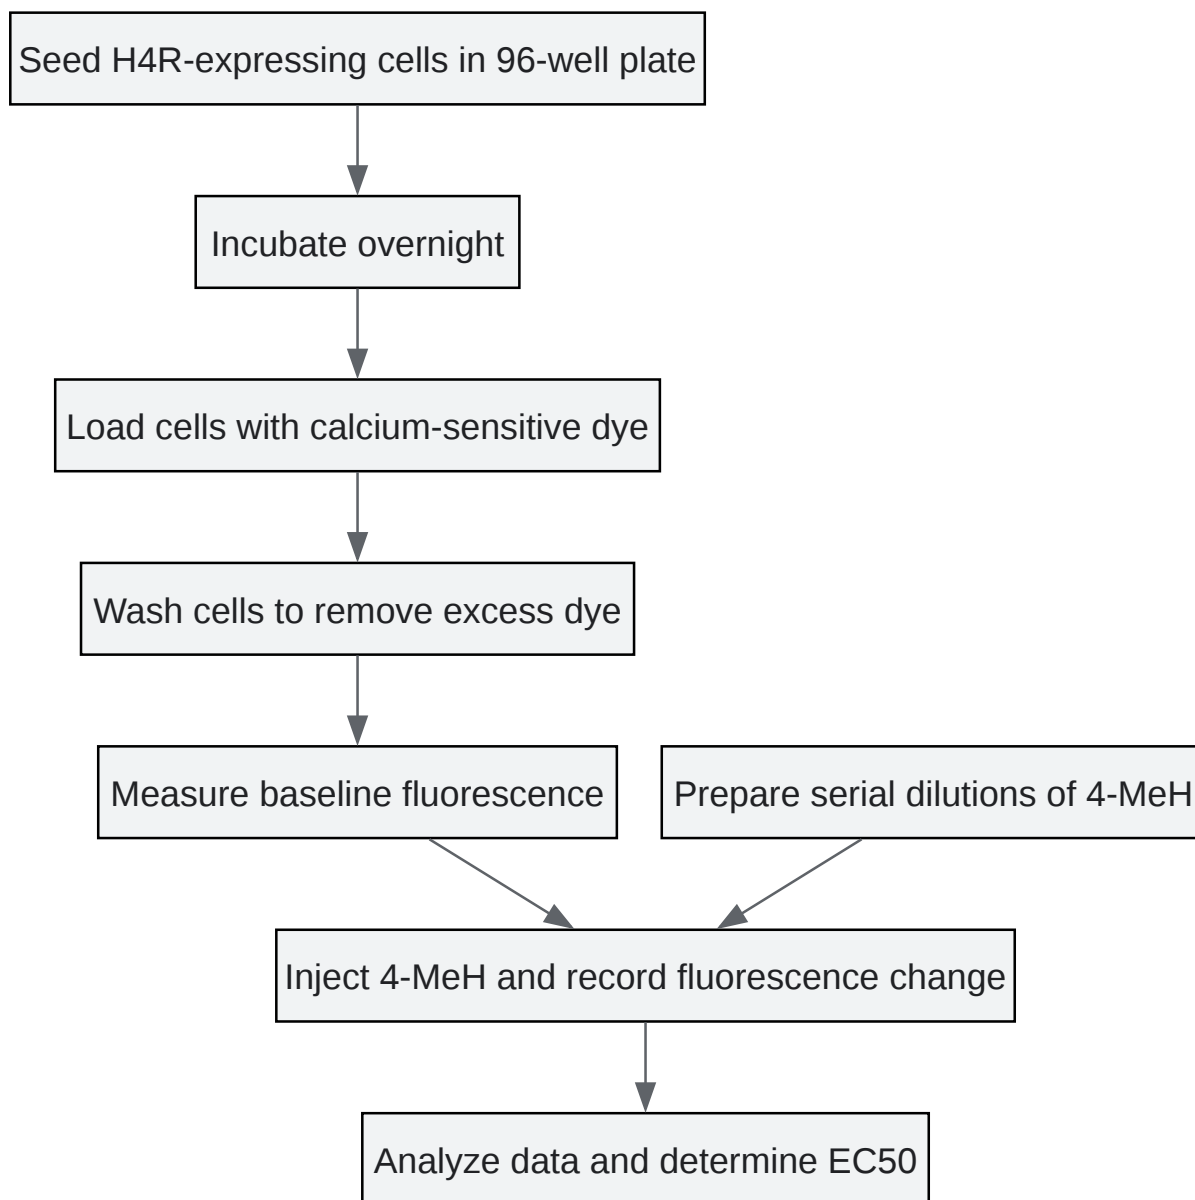 Seed H4R-expressing cells in 96-well plate
Incubate overnight
Load cells with calcium-sensitive dye
Wash cells to remove excess dye
Measure baseline fluorescence
Prepare serial dilutions of 4-MeH
Inject 4-MeH and record fluorescence change
Analyze data and determine EC50